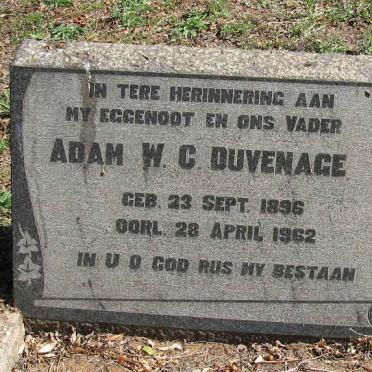 IN TERE HERINNERING AAN
MY EGGENOOT EN ONS VADER
ADAM W. C. DUVENAGE
GEB. 23 SEPT. 1896
OORL. 28 APRIL 1962
IN U O GOD RUS MY BESTAAN